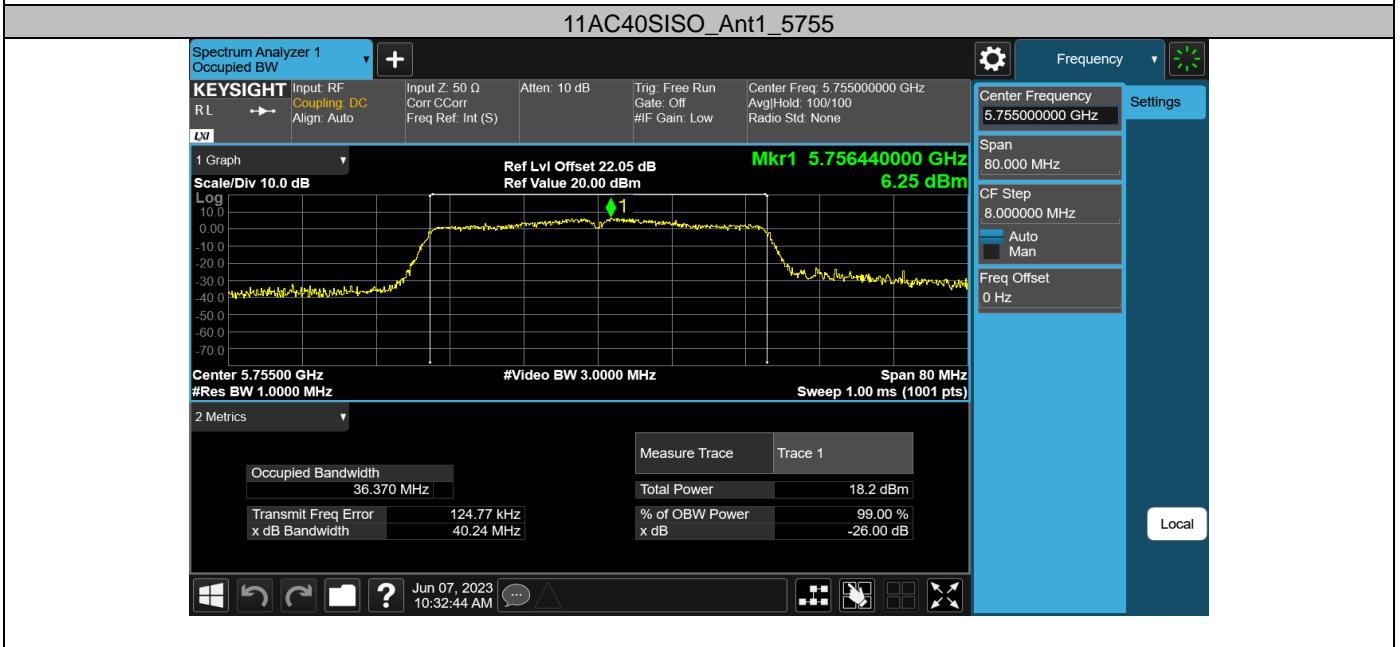 11AC40SISO_Ant1_5755
Spectrum Analyzer 1
Occupied BW
+
Frequency
KEYSIGHT
R L
LXI
Input: RF
Coupling: DC
Align: Auto
Input Z: 50 Ω
Corr CCorr
Freq Ref: Int (S)
Atten: 10 dB
Trig: Free Run
Gate: Off
#IF Gain: Low
Center Freq: 5.755000000 GHz
Avg|Hold: 100/100
Radio Std: None
Center Frequency
5.755000000 GHz
Settings
Span
80.000 MHz
CF Step
8.000000 MHz
Auto
Man
Freq Offset
0 Hz
Local
1 Graph
Scale/Div 10.0 dB
Ref Lvl Offset 22.05 dB
Ref Value 20.00 dBm
Mkr1 5.756440000 GHz
6.25 dBm
Log
10.0
0.00
-10.0
-20.0
-30.0
-40.0
-50.0
-60.0
-70.0
1
Center 5.75500 GHz
#Res BW 1.0000 MHz
#Video BW 3.0000 MHz
Span 80 MHz
Sweep 1.00 ms (1001 pts)
2 Metrics
Measure Trace Trace 1
Occupied Bandwidth
36.370 MHz
Total Power 18.2 dBm
Transmit Freq Error 124.77 kHz
% of OBW Power 99.00 %
x dB Bandwidth 40.24 MHz
x dB -26.00 dB
?
Jun 07, 2023
10:32:44 AM